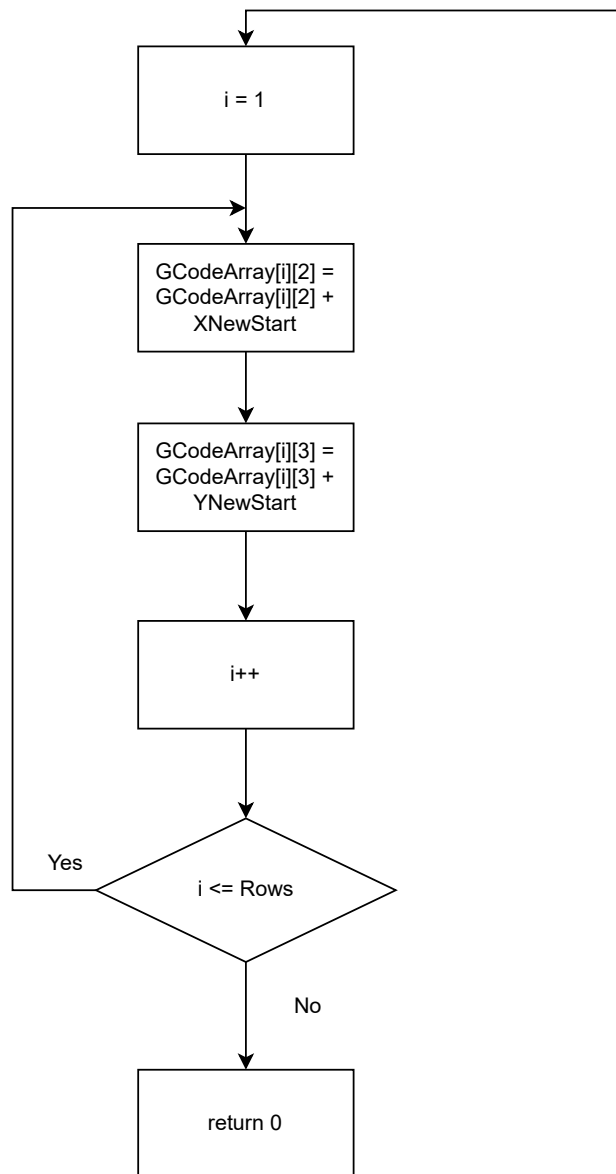 i = 1
GCodeArray[i][2] =
GCodeArray[i][2] +
XNewStart
GCodeArray[i][3] =
GCodeArray[i][3] +
YNewStart
i++
Yes
i <= Rows
No
return 0